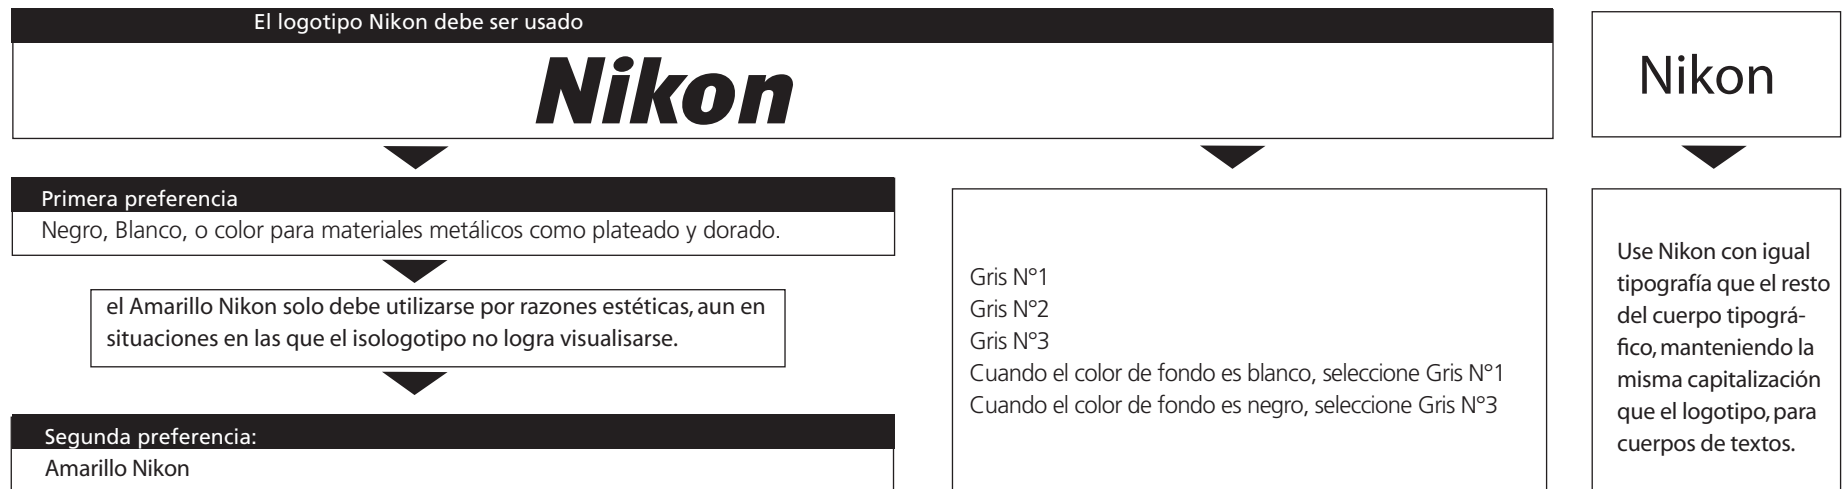 El logotipo Nikon debe ser usado
Nikon
Nikon
Primera preferencia
Negro, Blanco, o color para materiales metálicos como plateado y dorado.
el Amarillo Nikon solo debe utilizarse por razones estéticas, aun en
situaciones en las que el isologotipo no logra visualisarse.
Segunda preferencia:
Amarillo Nikon
Gris N°1
Gris N°2
Gris N°3
Cuando el color de fondo es blanco, seleccione Gris N°1
Cuando el color de fondo es negro, seleccione Gris N°3
Use Nikon con igual
tipografía que el resto
del cuerpo tipográ-
fico, manteniendo la
misma capitalización
que el logotipo, para
cuerpos de textos.